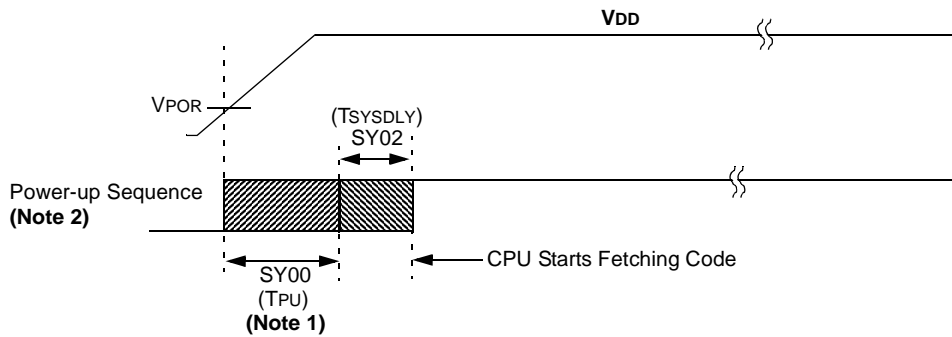 VDD
VPOR
(TSYSDLY)
SY02
Power-up Sequence
(Note 2)
CPU Starts Fetching Code
SY00
(TPU)
(Note 1)